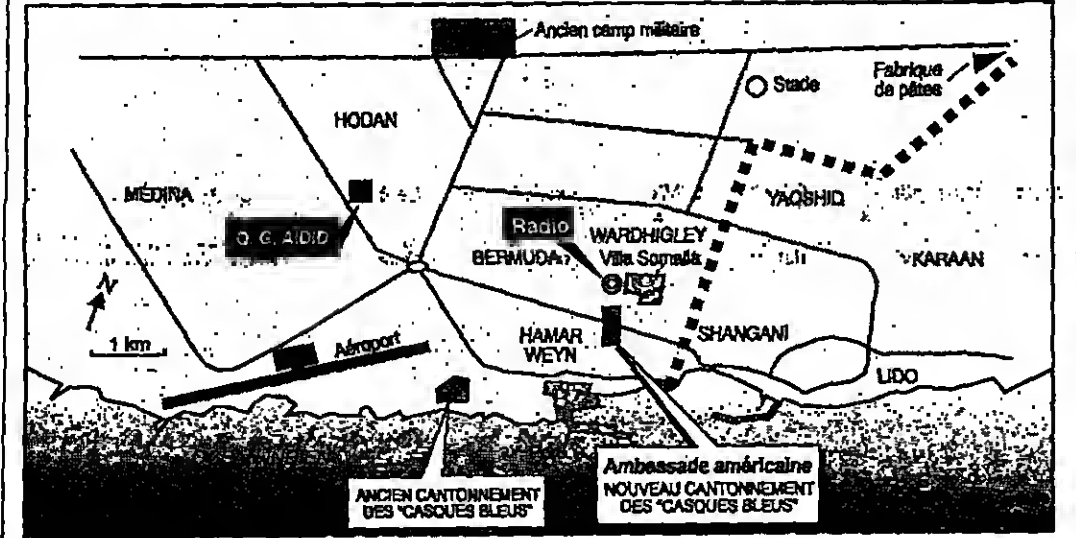 Ancien camp militaire
Fabrique
de pâtes
Stade
HODAN
MÉDINA
YAQSHID
Q. G. AÏDID
Radio
WARDHIGLEY
BERMUDA
Villa Somalia
KARAAN
N
1 km
Aéroport
HAMAR
WEYN
SHANGANI
LIDO
Ambassade américaine
NOUVEAU CANTONNEMENT
DES "CASQUES BLEUS"
ANCIEN CANTONNEMENT
DES "CASQUES BLEUS"